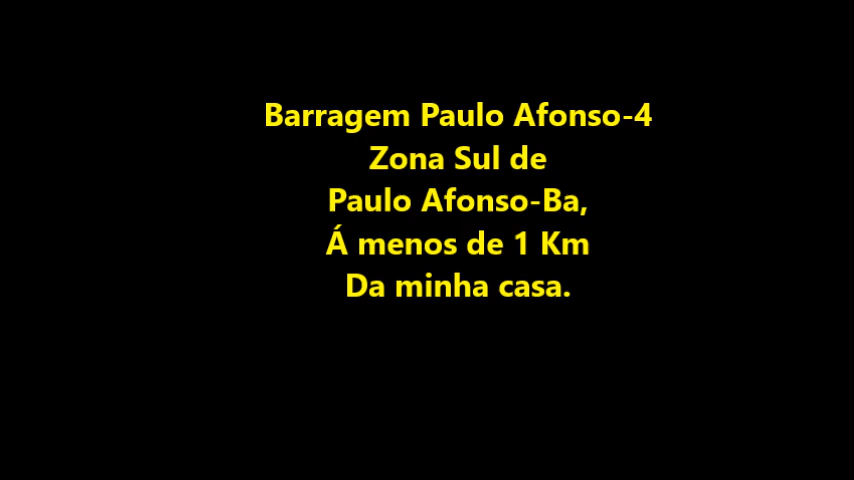 Barragem Paulo Afonso-4
Zona Sul de
Paulo Afonso-Ba,
Á menos de 1 Km
Da minha casa.